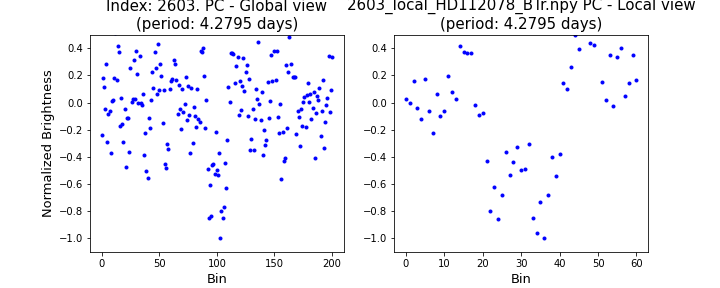 Index: 2603. PC - Global view
(period: 4.2795 days)
2603_local_HD112078_BTr.npy PC - Local view
(period: 4.2795 days)
Normalized Brightness
0.4
0.2
0.0
−0.2
−0.4
−0.6
−0.8
−1.0
0 50 100 150 200
Bin
0.4
0.2
0.0
−0.2
−0.4
−0.6
−0.8
−1.0
0 10 20 30 40 50 60
Bin